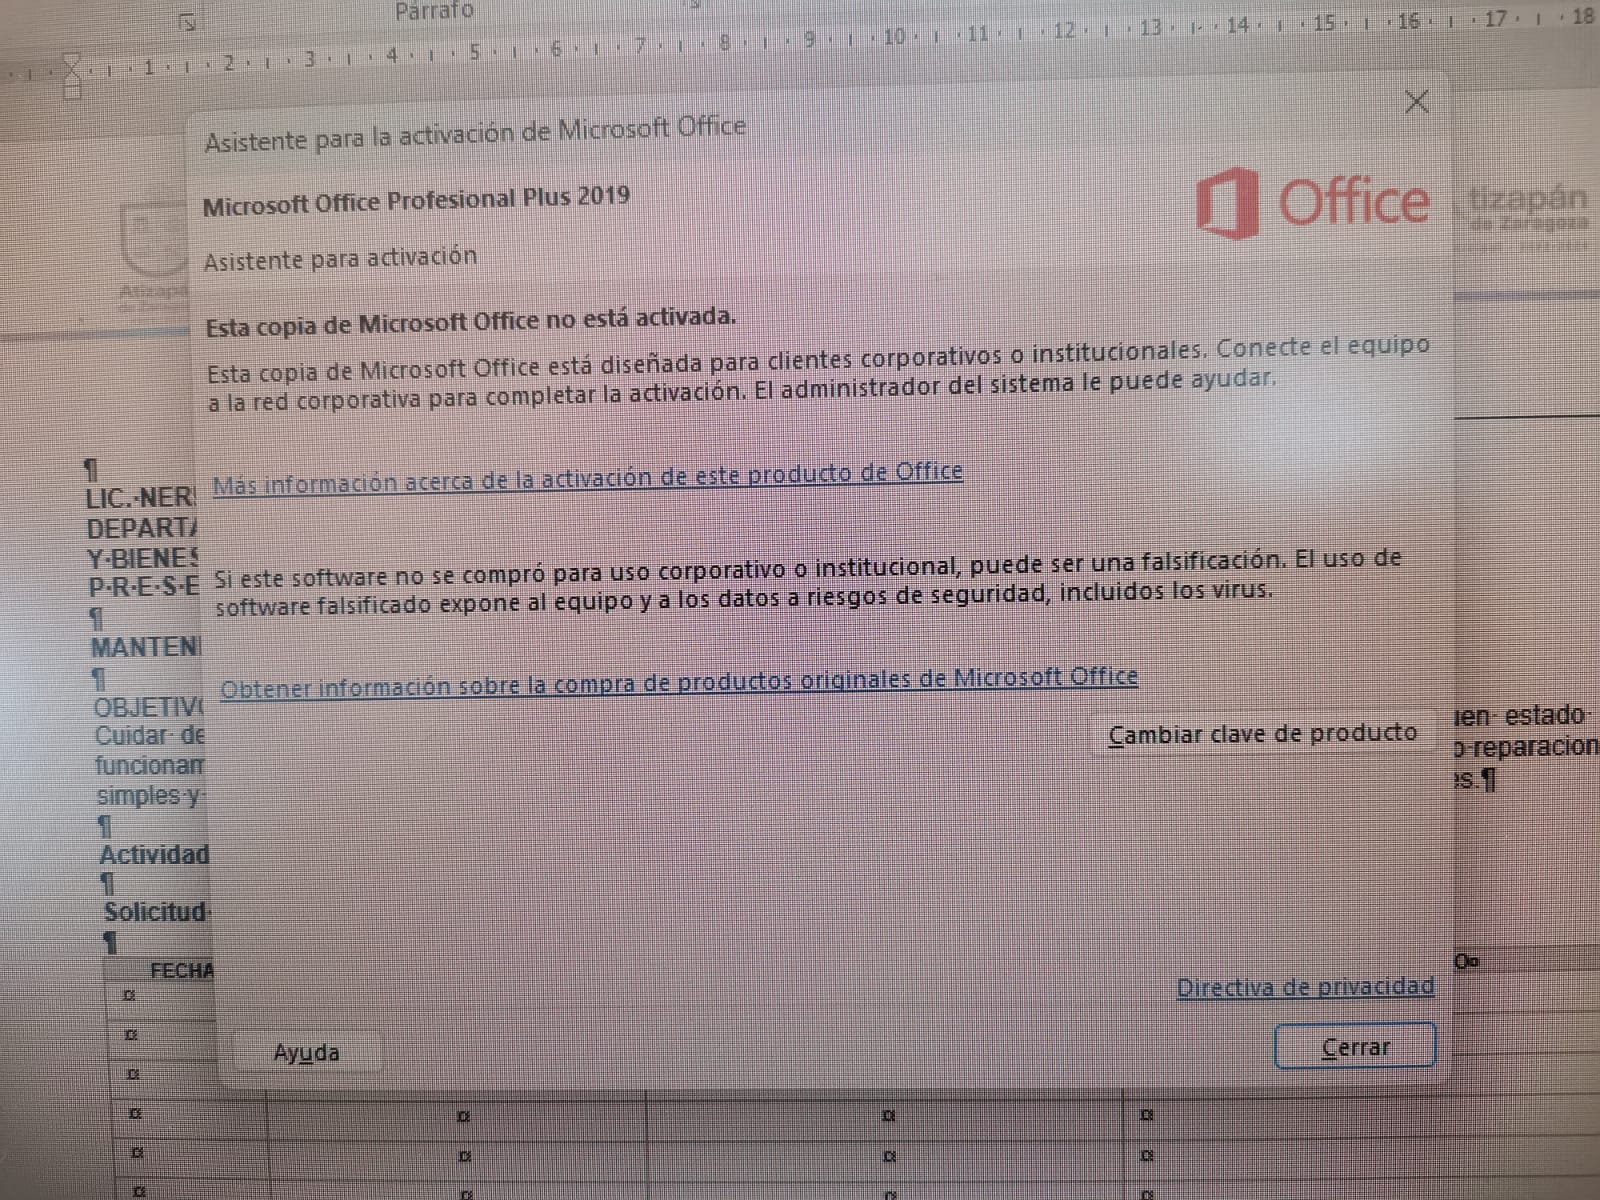 Párrafo
1 2 3 4 5 6 7 8 9 10 11 12 13 14 15 16 17 18
Asistente para la activación de Microsoft Office
Microsoft Office Profesional Plus 2019
Office
Asistente para activación
tizapán
de Zaragoza
Atizapá
Esta copia de Microsoft Office no está activada.
Esta copia de Microsoft Office está diseñada para clientes corporativos o institucionales. Conecte el equipo
a la red corporativa para completar la activación. El administrador del sistema le puede ayudar.
Más información acerca de la activación de este producto de Office
Si este software no se compró para uso corporativo o institucional, puede ser una falsificación. El uso de
software falsificado expone al equipo y a los datos a riesgos de seguridad, incluidos los virus.
Obtener información sobre la compra de productos originales de Microsoft Office
Cambiar clave de producto
Directiva de privacidad
Ayuda
Cerrar
¶
LIC.·NER
DEPARTA
Y·BIENES
P·R·E·S·E
¶
MANTEN
¶
OBJETIV
Cuidar· de
funcionam
simples·y·
¶
Actividad
¶
Solicitud·
¶
FECHA
en· estado·
reparacion
s.¶